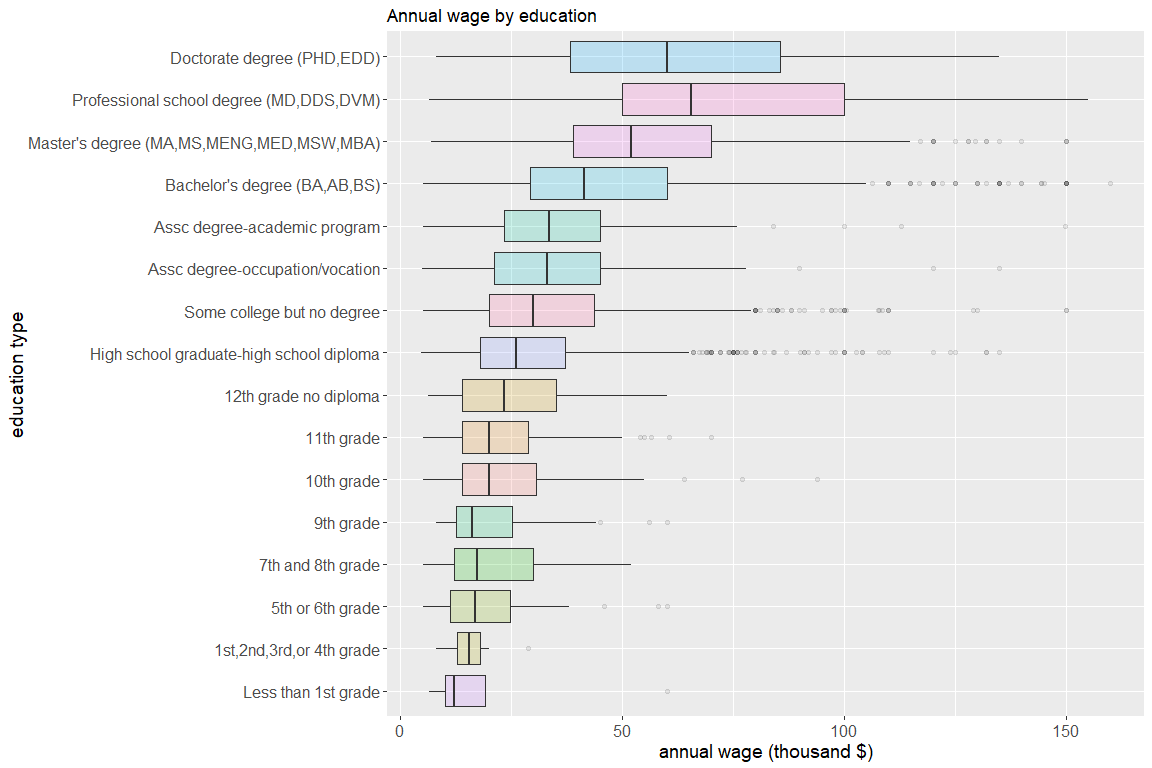 Annual wage by education
Doctorate degree (PHD,EDD)
Professional school degree (MD,DDS,DVM)
Master's degree (MA,MS,MENG,MED,MSW,MBA)
Bachelor's degree (BA,AB,BS)
Assc degree-academic program
Assc degree-occupation/vocation
Some college but no degree
High school graduate-high school diploma
12th grade no diploma
11th grade
10th grade
9th grade
7th and 8th grade
5th or 6th grade
1st,2nd,3rd,or 4th grade
Less than 1st grade
education type
0 50 100 150
annual wage (thousand $)